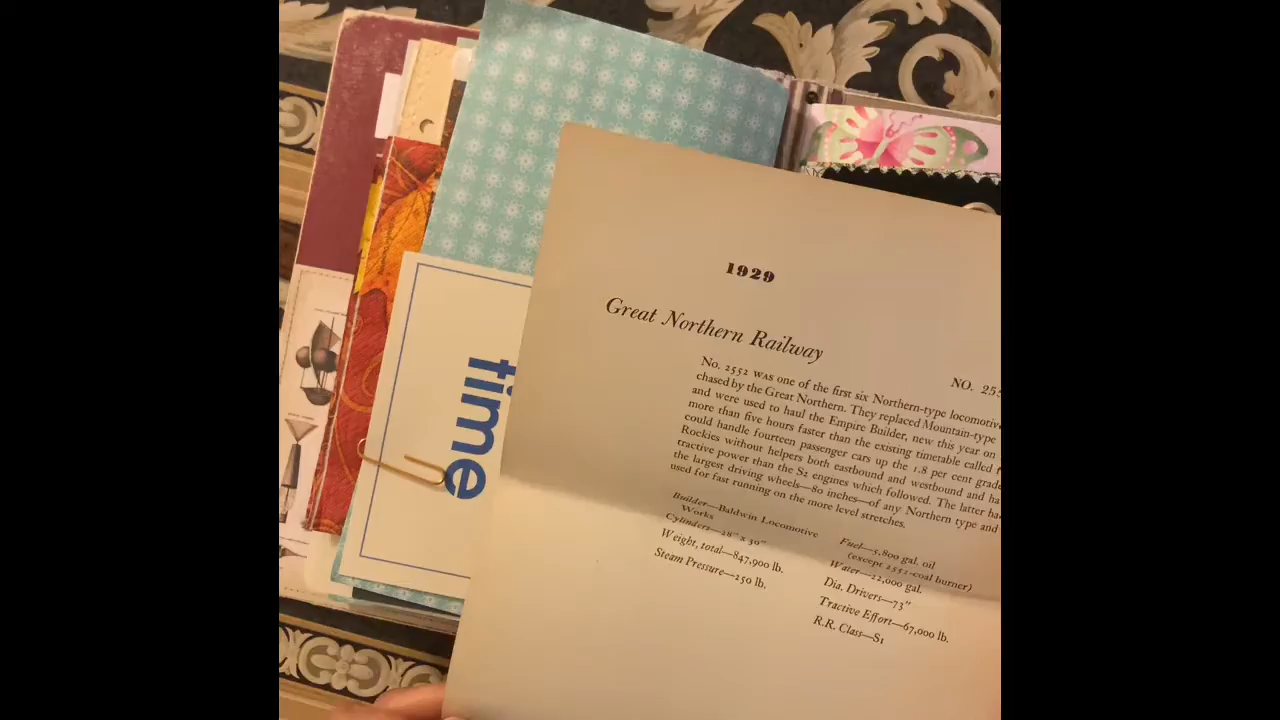 1929
Great Northern Railway
NO. 255
No. 2552 was one of the first six Northern-type locomotive
chased by the Great Northern. They replaced Mountain-type
and were used to haul the Empire Builder, new this year on
more than five hours faster than the existing timetable called f
could handle fourteen passenger cars up the 1.8 per cent grade
Rockies without helpers both eastbound and westbound and ha
tractive power than the S2 engines which followed. The latter ha
the largest driving wheels—80 inches—of any Northern type and
used for fast running on the more level stretches.
Builder—Baldwin Locomotive
Works
Cylinders—28" x 30"
Weight, total—847,900 lb.
Steam Pressure—250 lb.
Fuel—5,800 gal. oil
(except 2552-coal burner)
Water—22,000 gal.
Dia. Drivers—73"
Tractive Effort—67,000 lb.
R.R. Class—S1
time